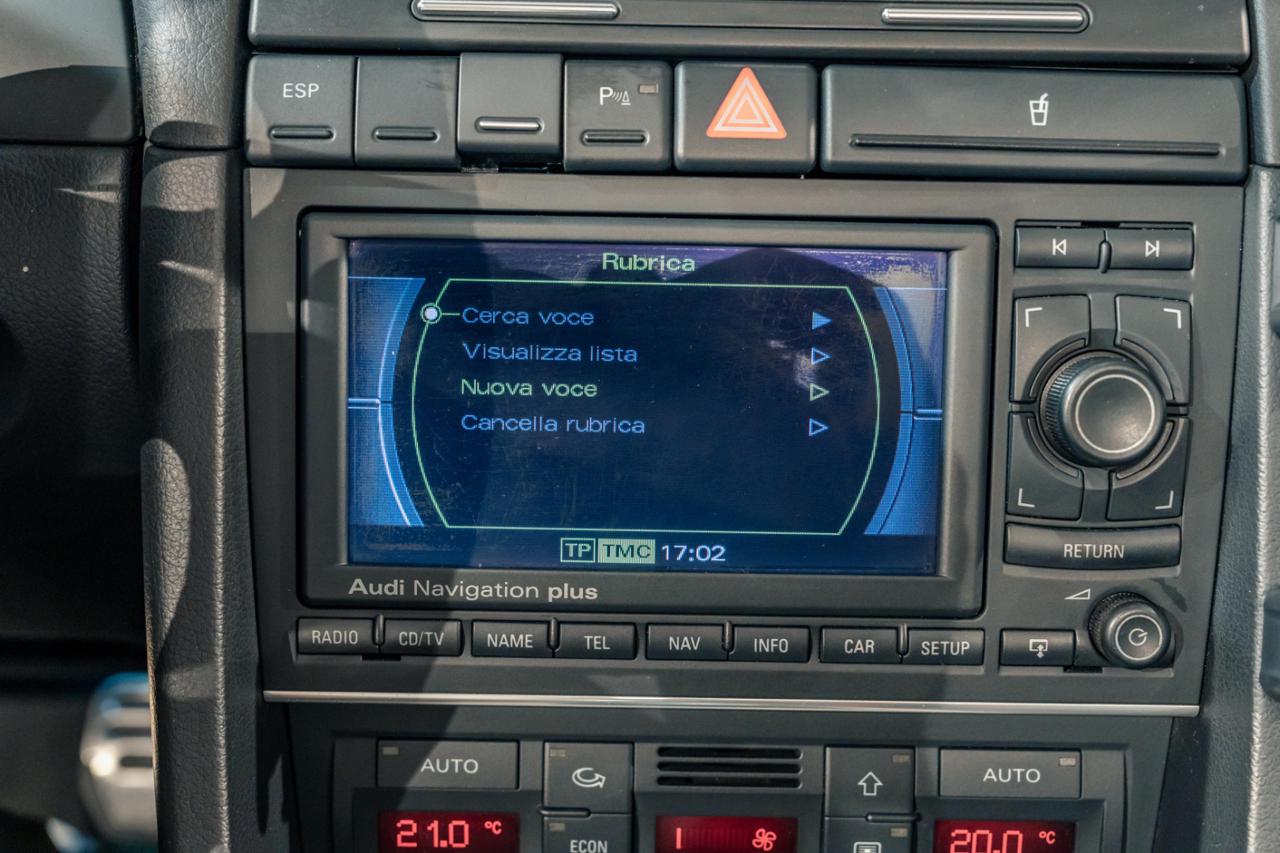 ESP
P
Rubrica
Cerca voce
Visualizza lista
Nuova voce
Cancella rubrica
TP TMC 17:02
RETURN
Audi Navigation plus
RADIO CD/TV NAME TEL NAV INFO CAR SETUP
AUTO AUTO
21.0 °C 20.0 °C
ECON